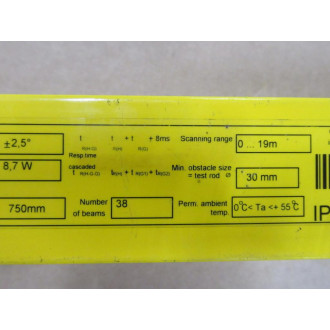 ±2,5° t t + t + 8ms Scanning range 0 ... 19m
Resp.time
8,7 W cascaded Min. obstacle size = test rod ⌀ 30 mm
750mm Number of beams 38 Perm. ambient temp. 0°C< Ta <+ 55°C
IP